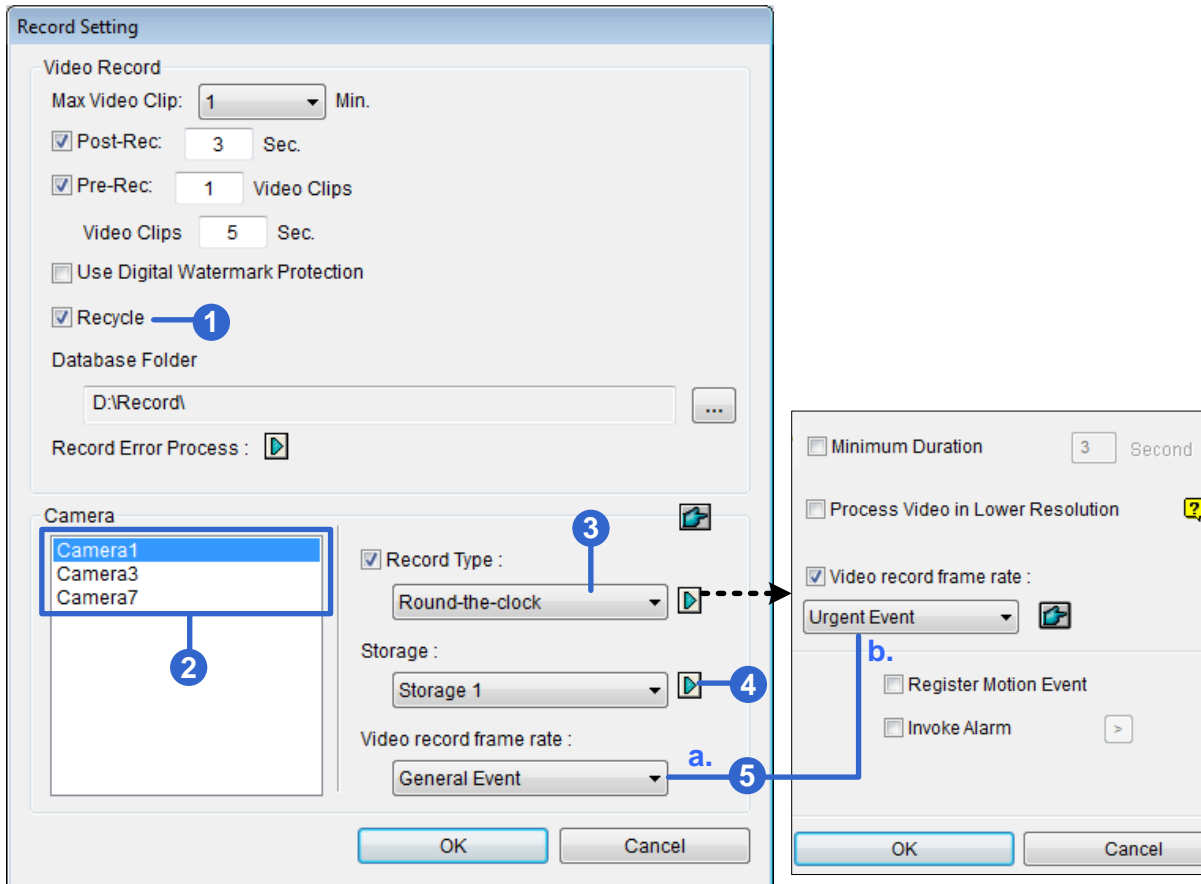 Record Setting
Video Record
Max Video Clip: 1 Min.
Post-Rec: 3 Sec.
Pre-Rec: 1 Video Clips
Video Clips 5 Sec.
Use Digital Watermark Protection
Recycle 1
Database Folder
D:\Record\ ...
Record Error Process :
Camera
Camera1
Camera3
Camera7
2
3
Record Type :
Round-the-clock
Storage :
Storage 1 4
Video record frame rate :
General Event a. 5
OK Cancel
Minimum Duration 3 Second
Process Video in Lower Resolution ?
Video record frame rate :
Urgent Event
b.
Register Motion Event
Invoke Alarm >
OK Cancel